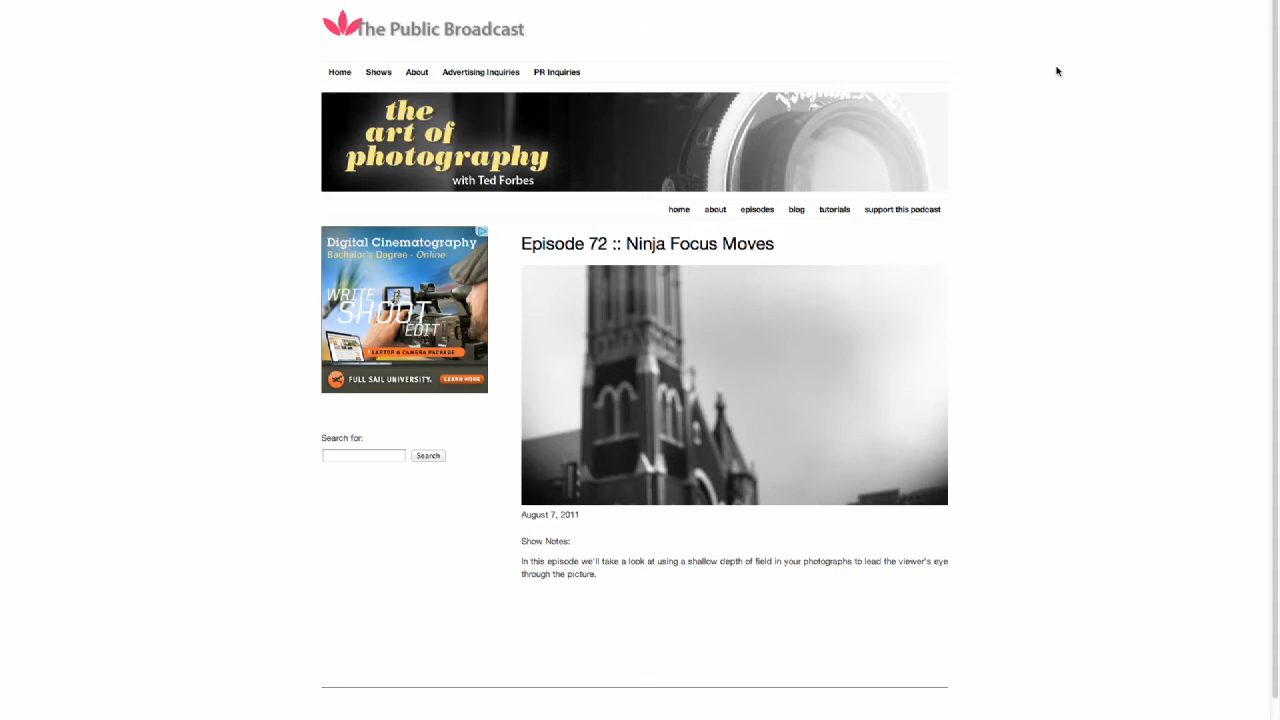 The Public Broadcast
Home Shows About Advertising Inquiries PR Inquiries
the
art of
photography
with Ted Forbes
home about episodes blog tutorials support this podcast
Digital Cinematography
Bachelor's Degree - Online
WRITE
SHOOT
EDIT
LAPTOP & CAMERA PACKAGE
FULL SAIL UNIVERSITY.
LEARN MORE
Search for:
Search
Episode 72 :: Ninja Focus Moves
August 7, 2011
Show Notes:
In this episode we'll take a look at using a shallow depth of field in your photographs to lead the viewer's eye
through the picture.